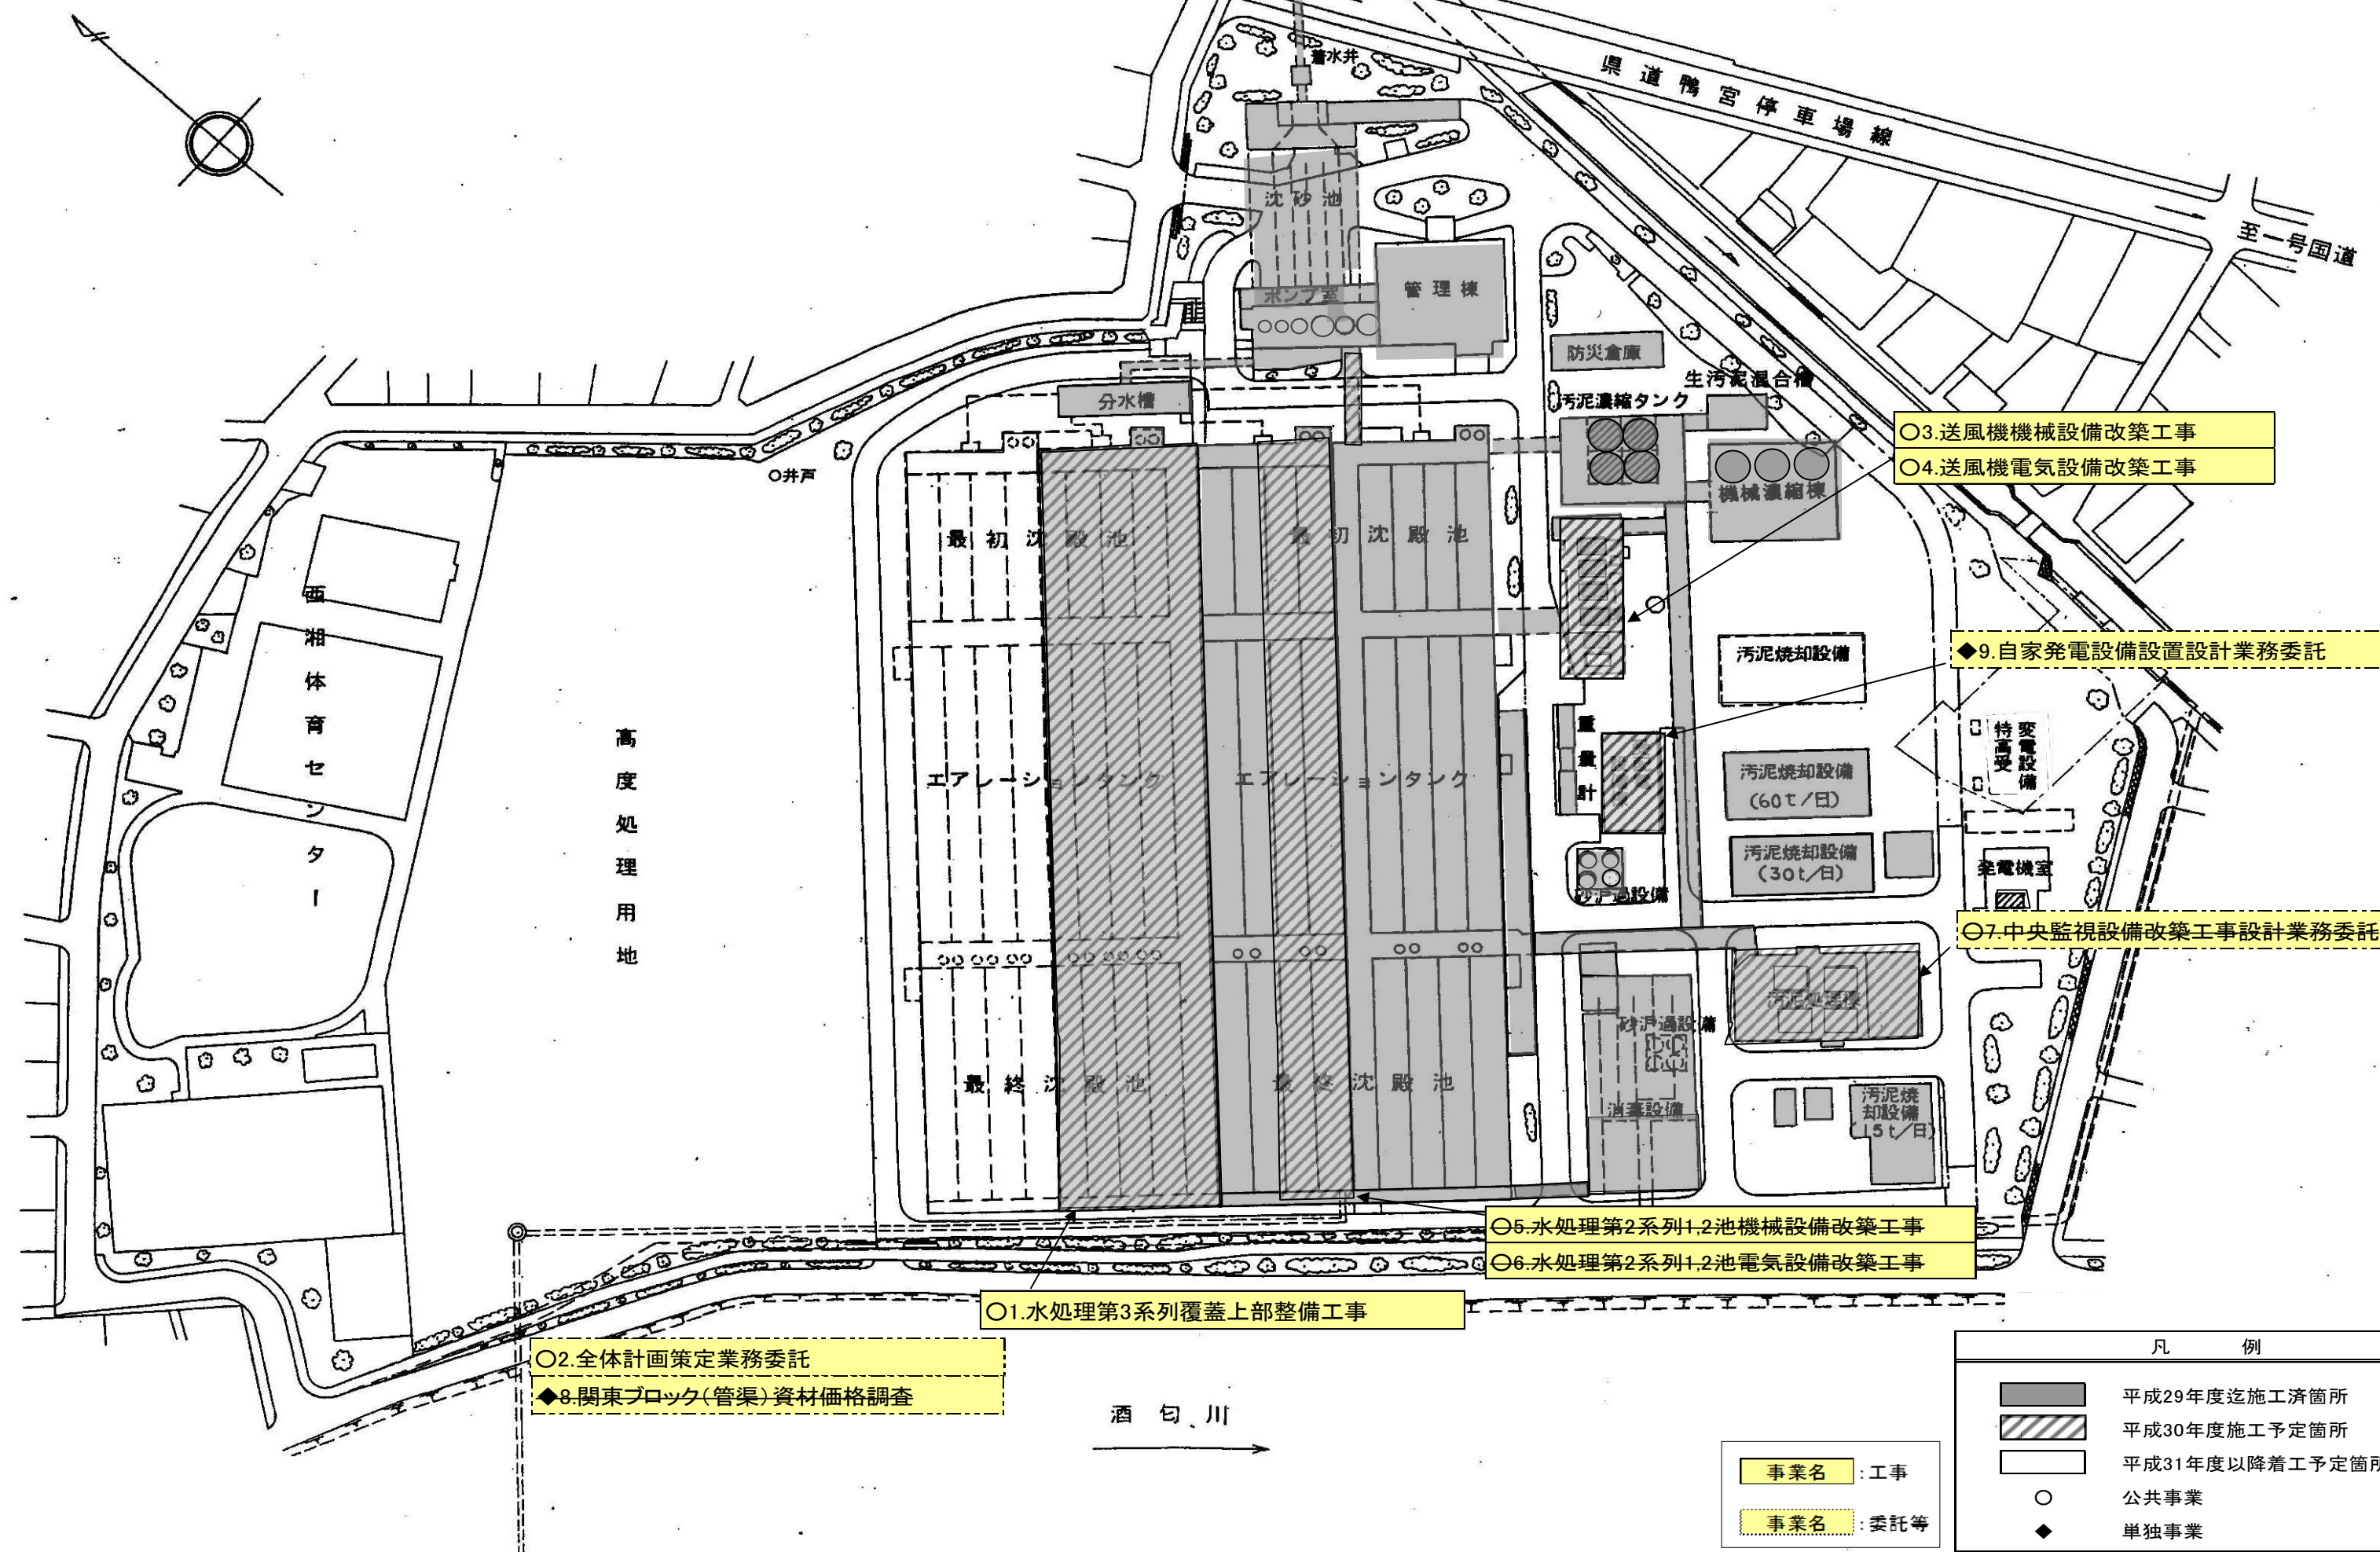 着水井
県道鴨宮停車場線
至一号国道
沈砂池
ポンプ室
管理棟
防災倉庫
生汚泥混合槽
汚泥濃縮タンク
分水槽
○井戸
機械濃縮棟
○3.送風機機械設備改築工事
○4.送風機電気設備改築工事
最初沈殿池
最初沈殿池
西湘体育センター
高度処理用地
汚泥焼却設備
◆9.自家発電設備設置設計業務委託
重量計
特高受
変電設備
エアレーションタンク
エアレーションタンク
汚泥焼却設備
(60t/日)
汚泥焼却設備
(30t/日)
発電機室
砂沪過設備
○7.中央監視設備改築工事設計業務委託
汚泥処理棟
砂沪過設備
最終沈殿池
最終沈殿池
消毒設備
汚泥焼
却設備
(15t/日)
○5.水処理第2系列1,2池機械設備改築工事
○6.水処理第2系列1,2池電気設備改築工事
○1.水処理第3系列覆蓋上部整備工事
○2.全体計画策定業務委託
◆8.関東ブロック(管渠)資材価格調査
酒匂川
凡例
平成29年度迄施工済箇所
平成30年度施工予定箇所
平成31年度以降着工予定箇所
○ 公共事業
◆ 単独事業
事業名 :工事
事業名 :委託等